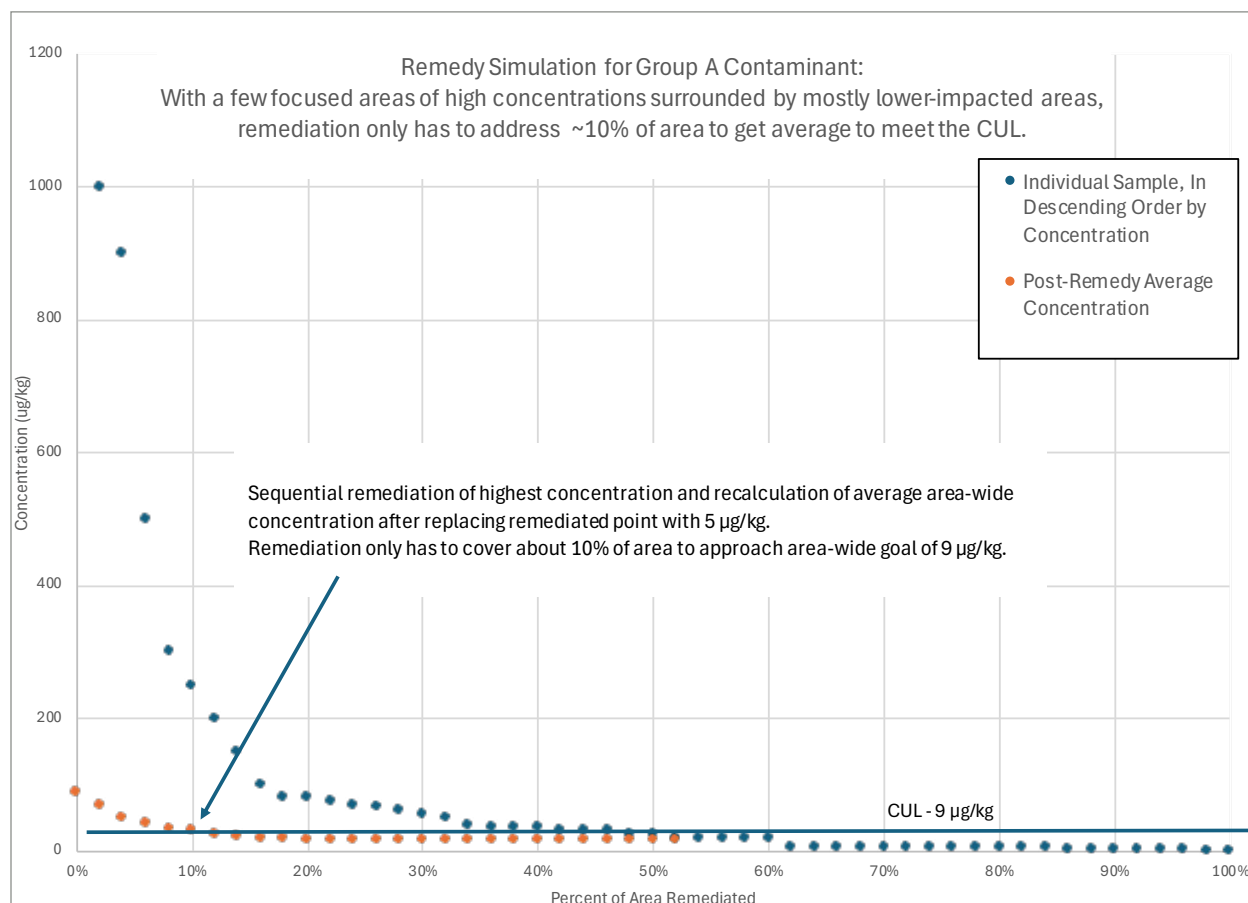 Remedy Simulation for Group A Contaminant:
With a few focused areas of high concentrations surrounded by mostly lower-impacted areas,
remediation only has to address ~10% of area to get average to meet the CUL.
1200
1000
800
600
400
200
0
Concentration (ug/kg)
Individual Sample, In
Descending Order by
Concentration
Post-Remedy Average
Concentration
Sequential remediation of highest concentration and recalculation of average area-wide
concentration after replacing remediated point with 5 µg/kg.
Remediation only has to cover about 10% of area to approach area-wide goal of 9 µg/kg.
CUL - 9 µg/kg
0% 10% 20% 30% 40% 50% 60% 70% 80% 90% 100%
Percent of Area Remediated